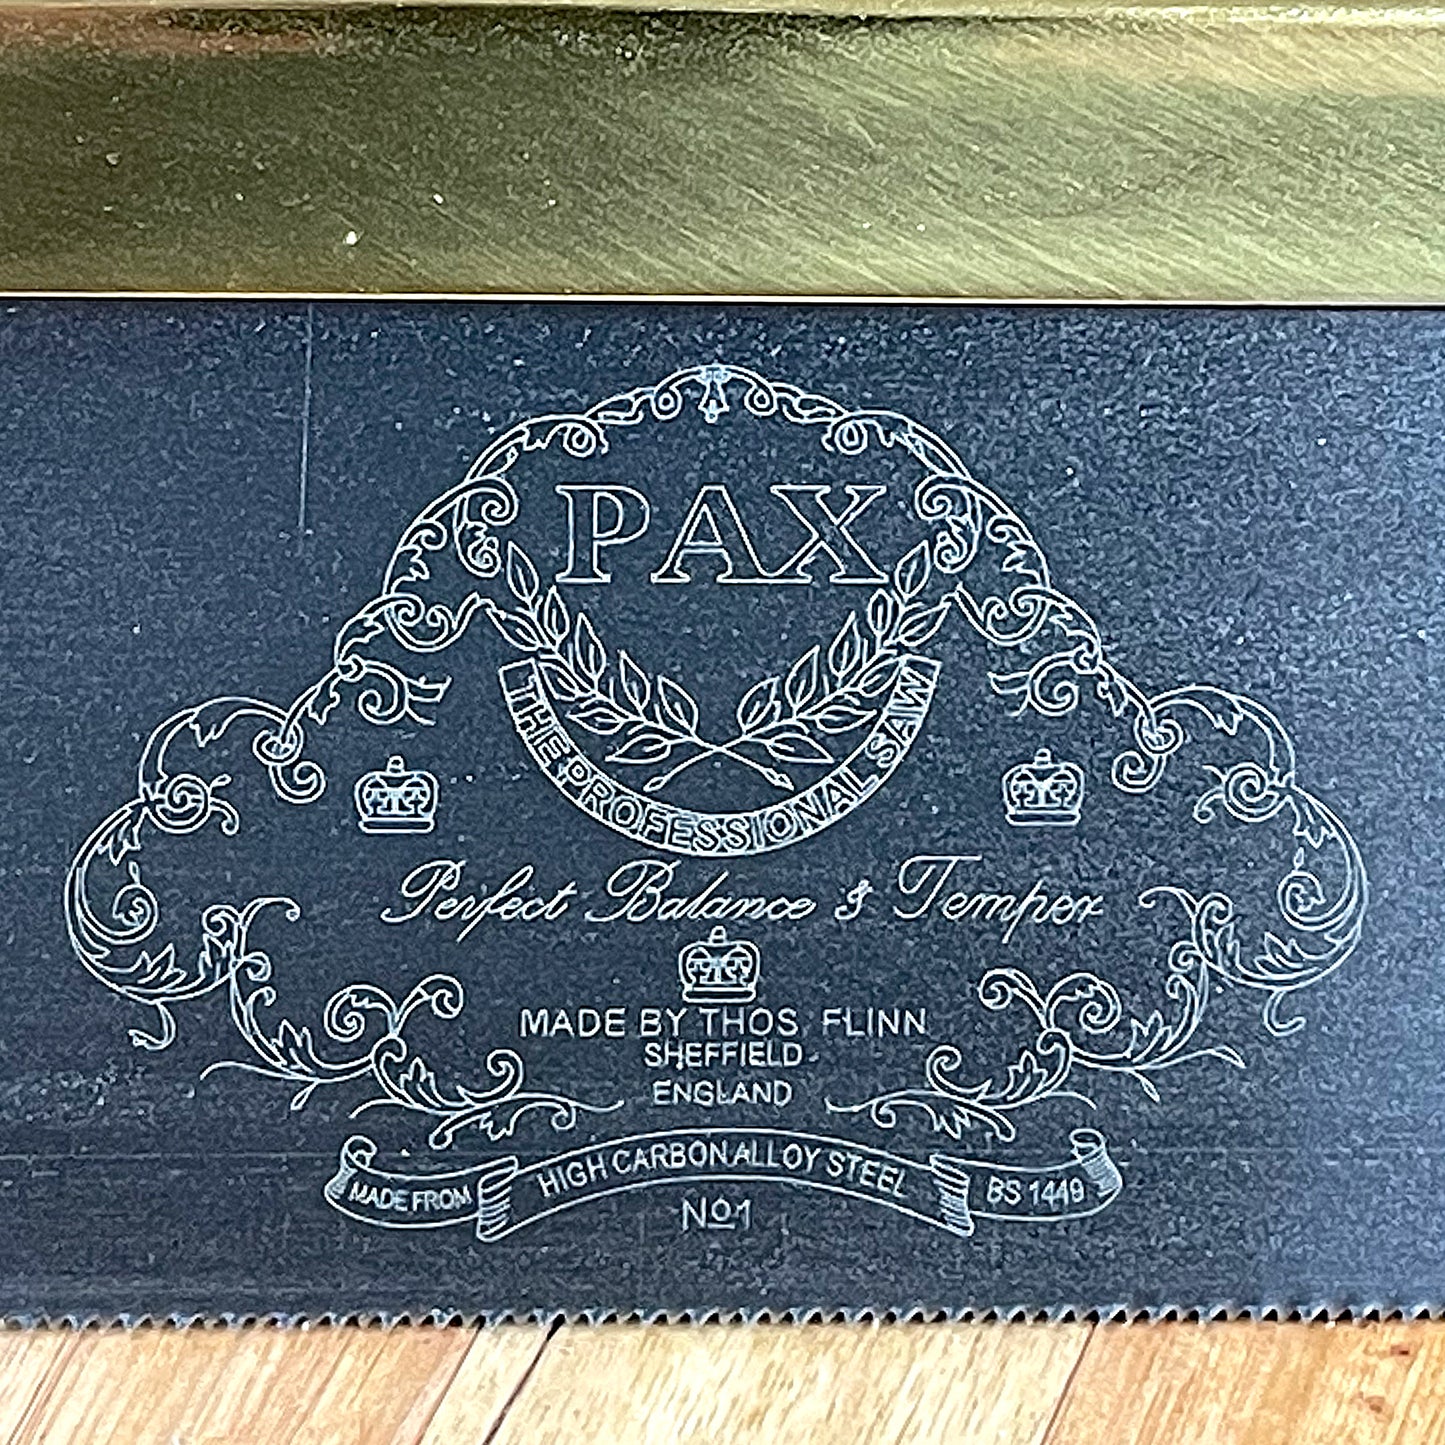 PAX
THE PROFESSIONAL SAW
Perfect Balance & Temper
MADE BY THOS FLINN
SHEFFIELD
ENGLAND
MADE FROM HIGH CARBON ALLOY STEEL BS 1449
No1